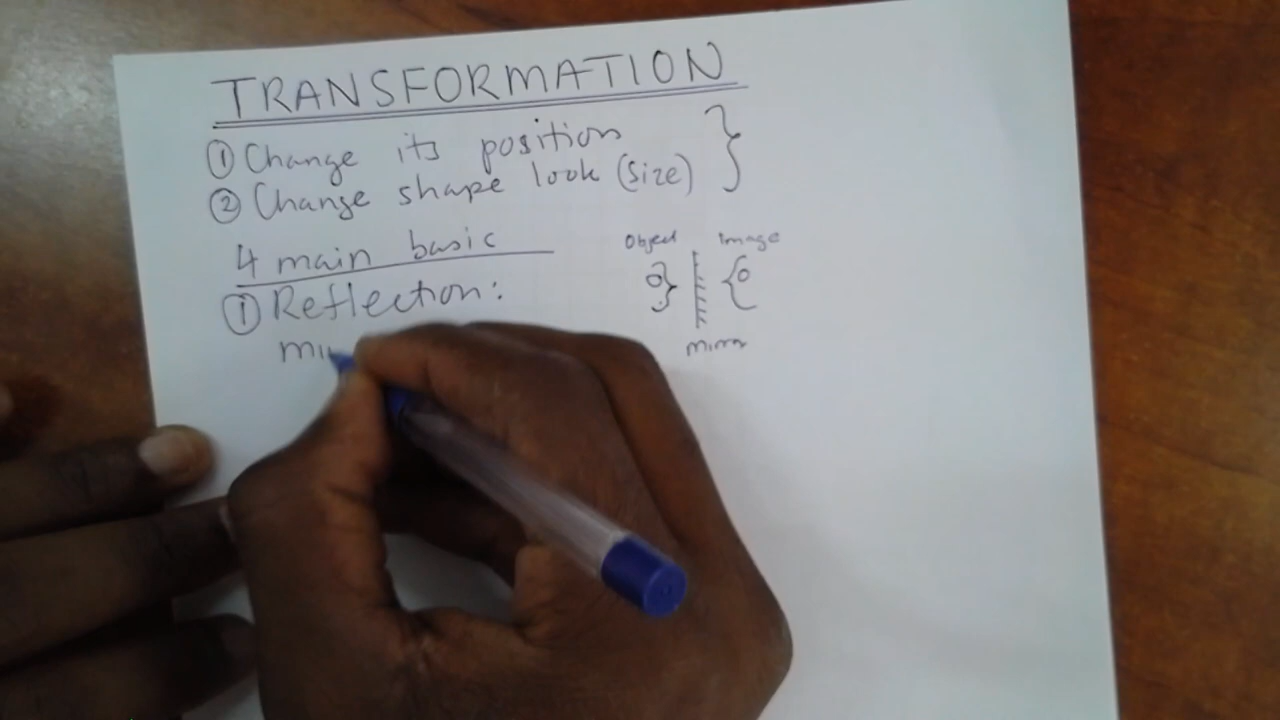 TRANSFORMATION
① Change its position
② Change shape look (size)
4 main basic
Object Image
① Reflection:
mirror